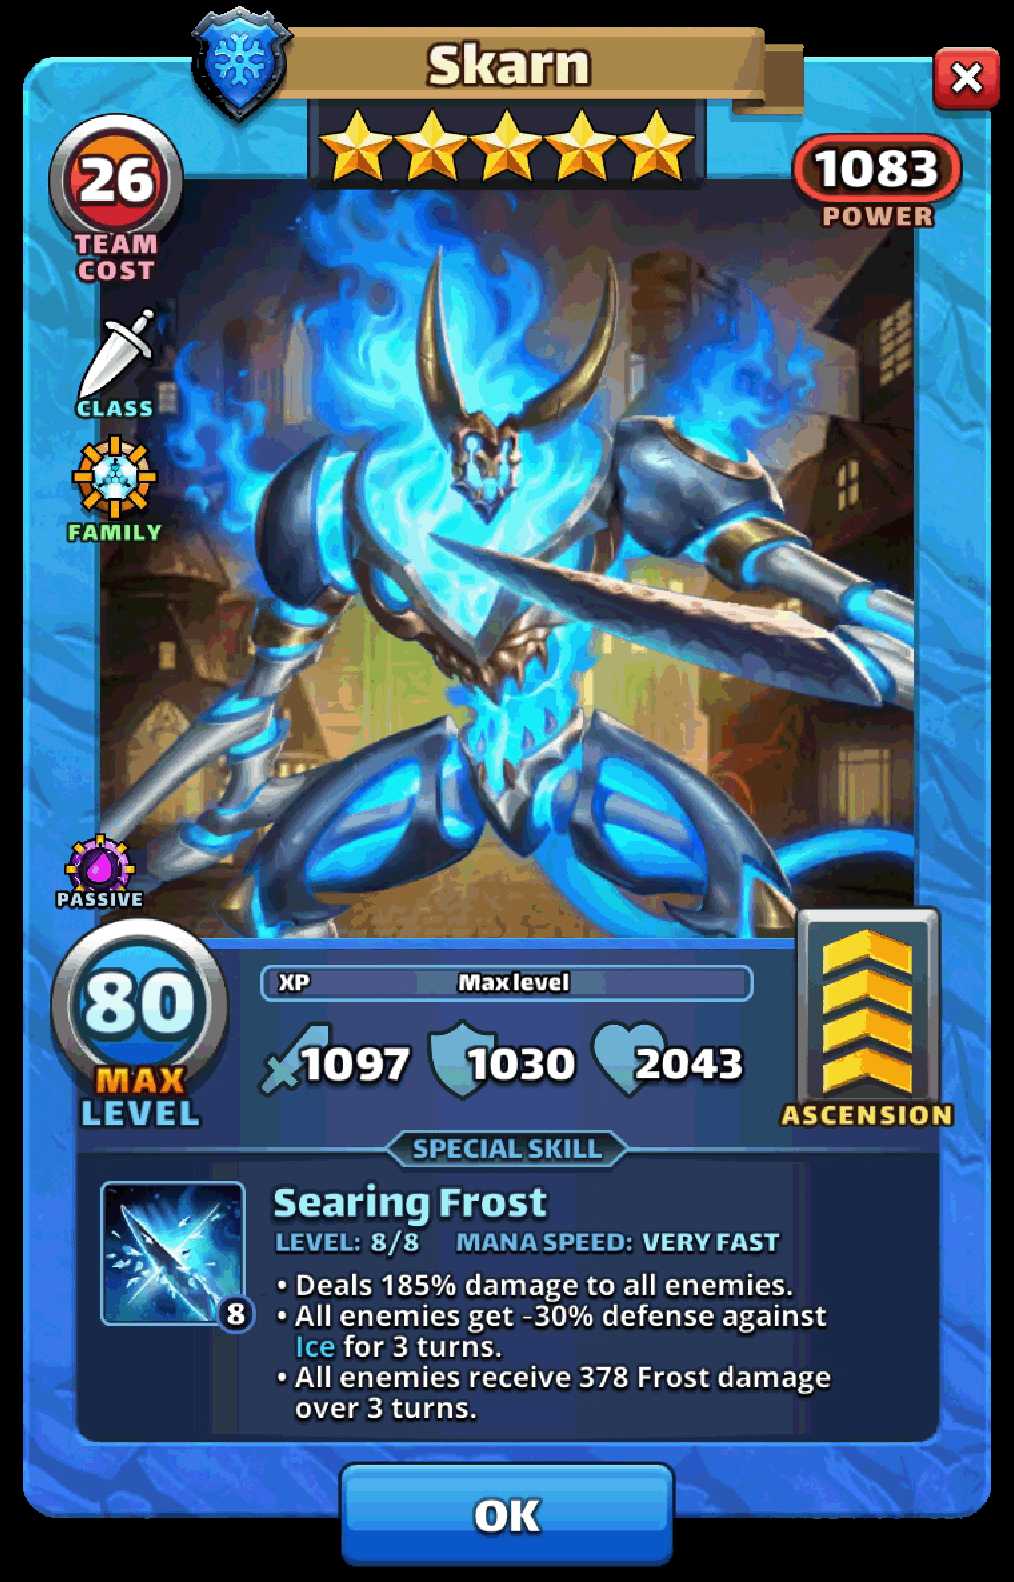 Skarn
26
TEAM
COST
1083
POWER
CLASS
FAMILY
PASSIVE
80
MAX
LEVEL
XP Max level
1097 1030 2043
ASCENSION
SPECIAL SKILL
Searing Frost
LEVEL: 8/8 MANA SPEED: VERY FAST
8
• Deals 185% damage to all enemies.
• All enemies get -30% defense against
Ice for 3 turns.
• All enemies receive 378 Frost damage
over 3 turns.
OK